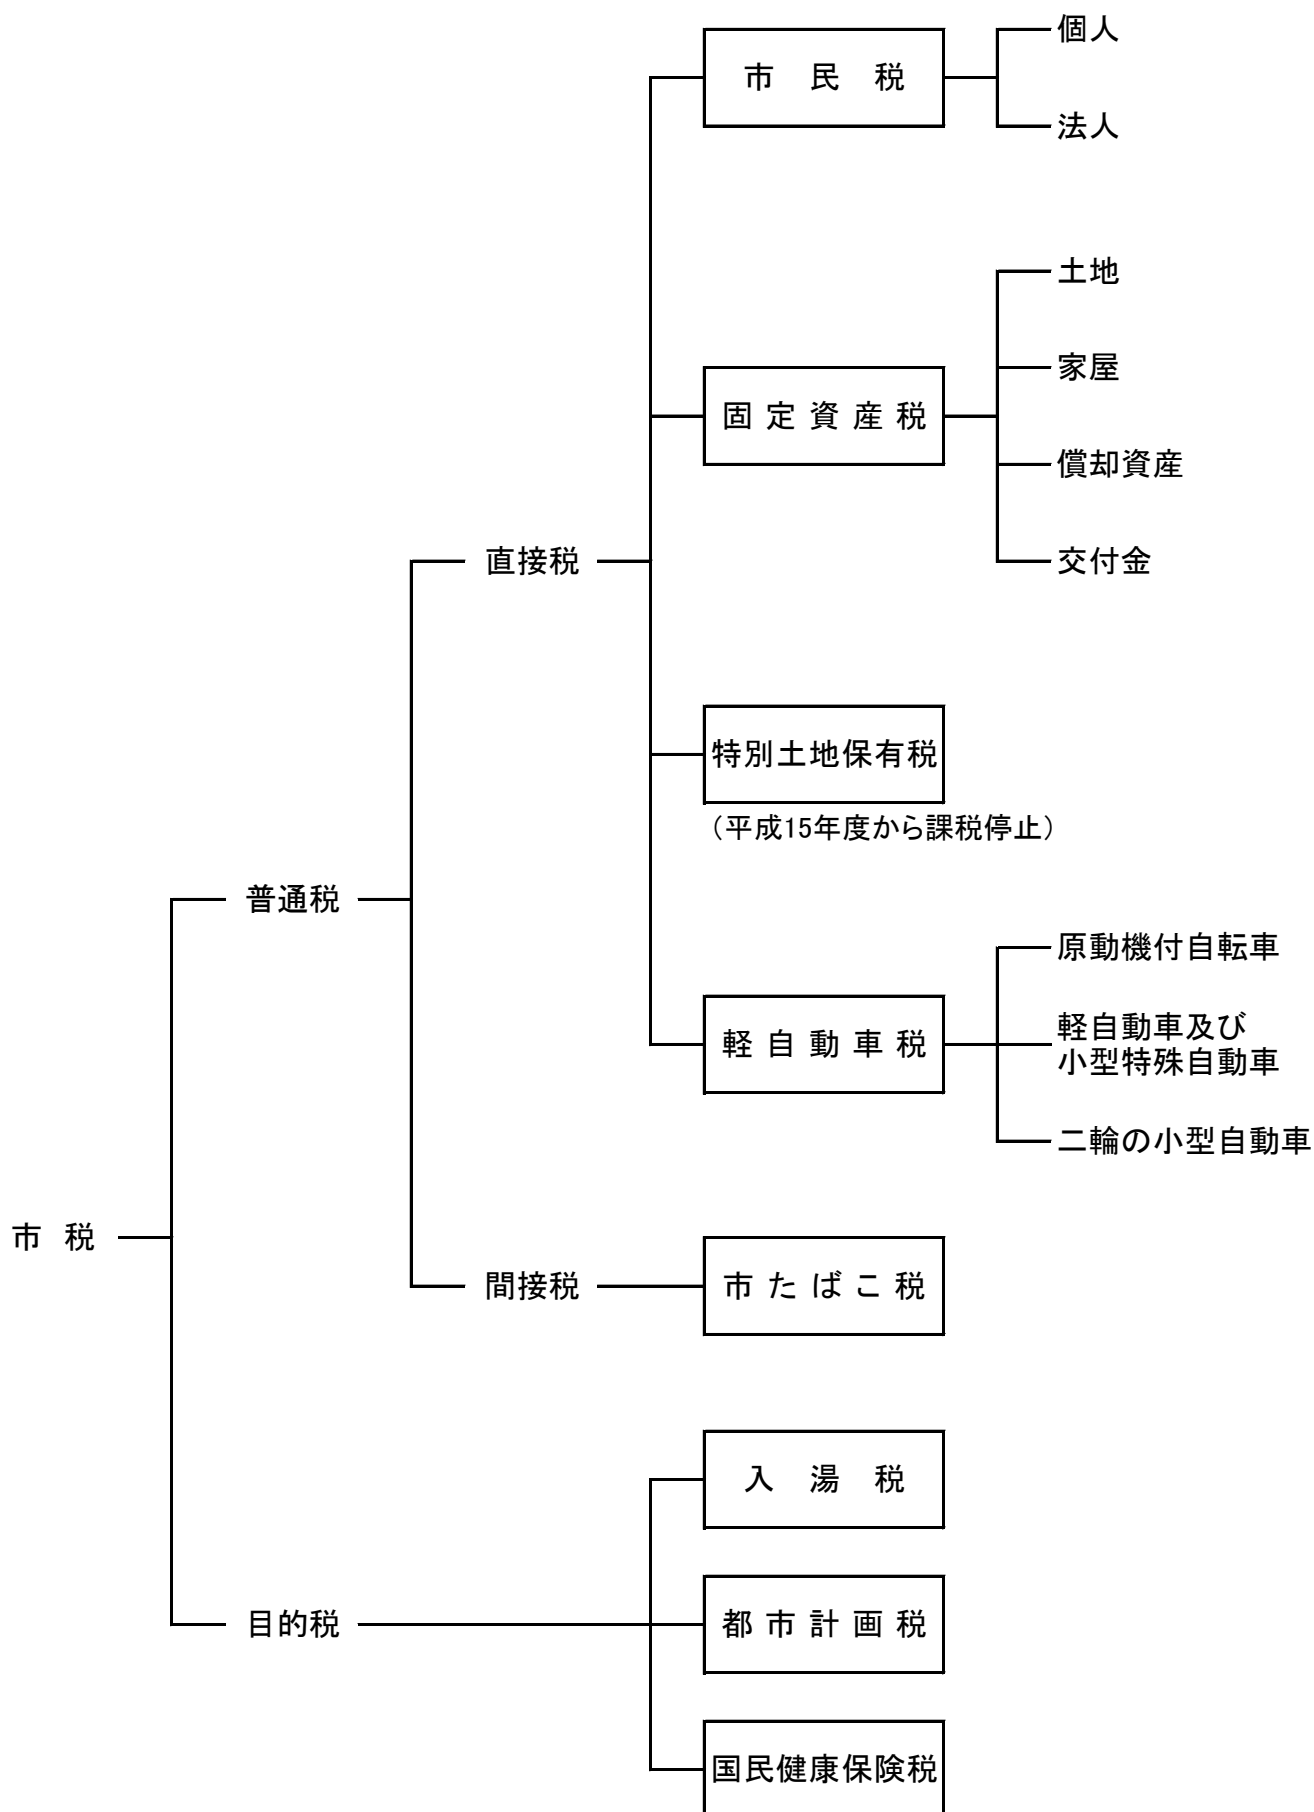 市 税
普通税
直接税
市 民 税
個人
法人
固 定 資 産 税
土地
家屋
償却資産
交付金
特別土地保有税
（平成15年度から課税停止）
軽 自 動 車 税
原動機付自転車
軽自動車及び
小型特殊自動車
二輪の小型自動車
間接税
市 た ば こ 税
目的税
入 湯 税
都 市 計 画 税
国民健康保険税